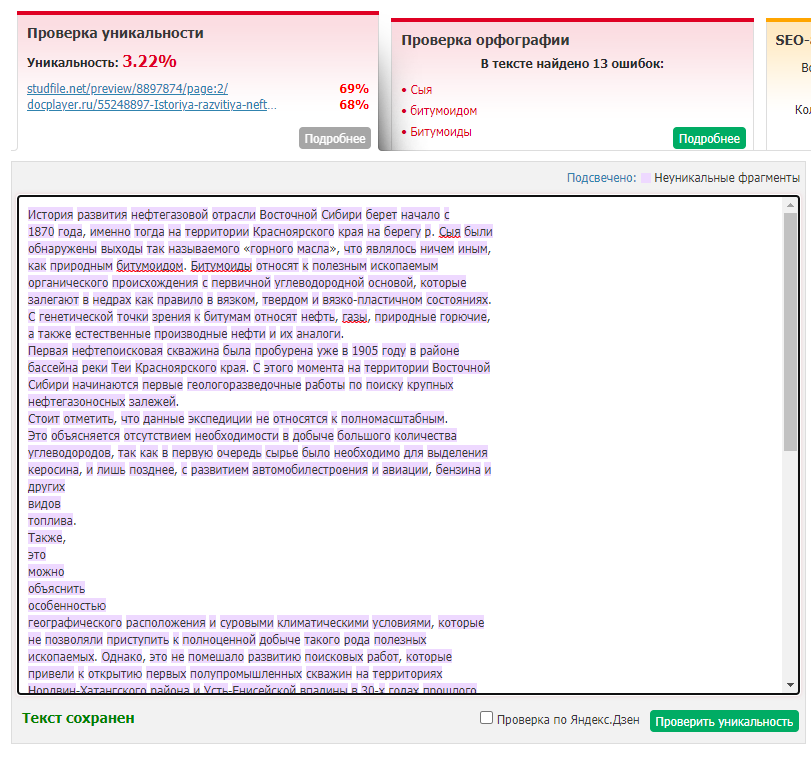 Проверка уникальности
Уникальность: 3.22%
studfile.net/preview/8897874/page:2/ 69%
docplayer.ru/55248897-Istoriya-razvitiya-neft... 68%
Подробнее
Проверка орфографии
В тексте найдено 13 ошибок:
• Сыя
• битумоидом
• Битумоиды
Подробнее
SEO-
Подсвечено: Неуникальные фрагменты
История развития нефтегазовой отрасли Восточной Сибири берет начало с
1870 года, именно тогда на территории Красноярского края на берегу р. Сыя были
обнаружены выходы так называемого «горного масла», что являлось ничем иным,
как природным битумоидом. Битумоиды относят к полезным ископаемым
органического происхождения с первичной углеводородной основой, которые
залегают в недрах как правило в вязком, твердом и вязко-пластичном состояниях.
С генетической точки зрения к битумам относят нефть, газы, природные горючие,
а также естественные производные нефти и их аналоги.
Первая нефтепоисковая скважина была пробурена уже в 1905 году в районе
бассейна реки Теи Красноярского края. С этого момента на территории Восточной
Сибири начинаются первые геологоразведочные работы по поиску крупных
нефтегазоносных залежей.
Стоит отметить, что данные экспедиции не относятся к полномасштабным.
Это объясняется отсутствием необходимости в добыче большого количества
углеводородов, так как в первую очередь сырье было необходимо для выделения
керосина, и лишь позднее, с развитием автомобилестроения и авиации, бензина и
других
видов
топлива.
Также,
это
можно
объяснить
особенностью
географического расположения и суровыми климатическими условиями, которые
не позволяли приступить к полноценной добыче такого рода полезных
ископаемых. Однако, это не помешало развитию поисковых работ, которые
привели к открытию первых полупромышленных скважин на территориях
Нордвик-Хатангского района и Усть-Енисейской впадины в 30-х годах прошлого
Текст сохранен
Проверка по Яндекс.Дзен
Проверить уникальность